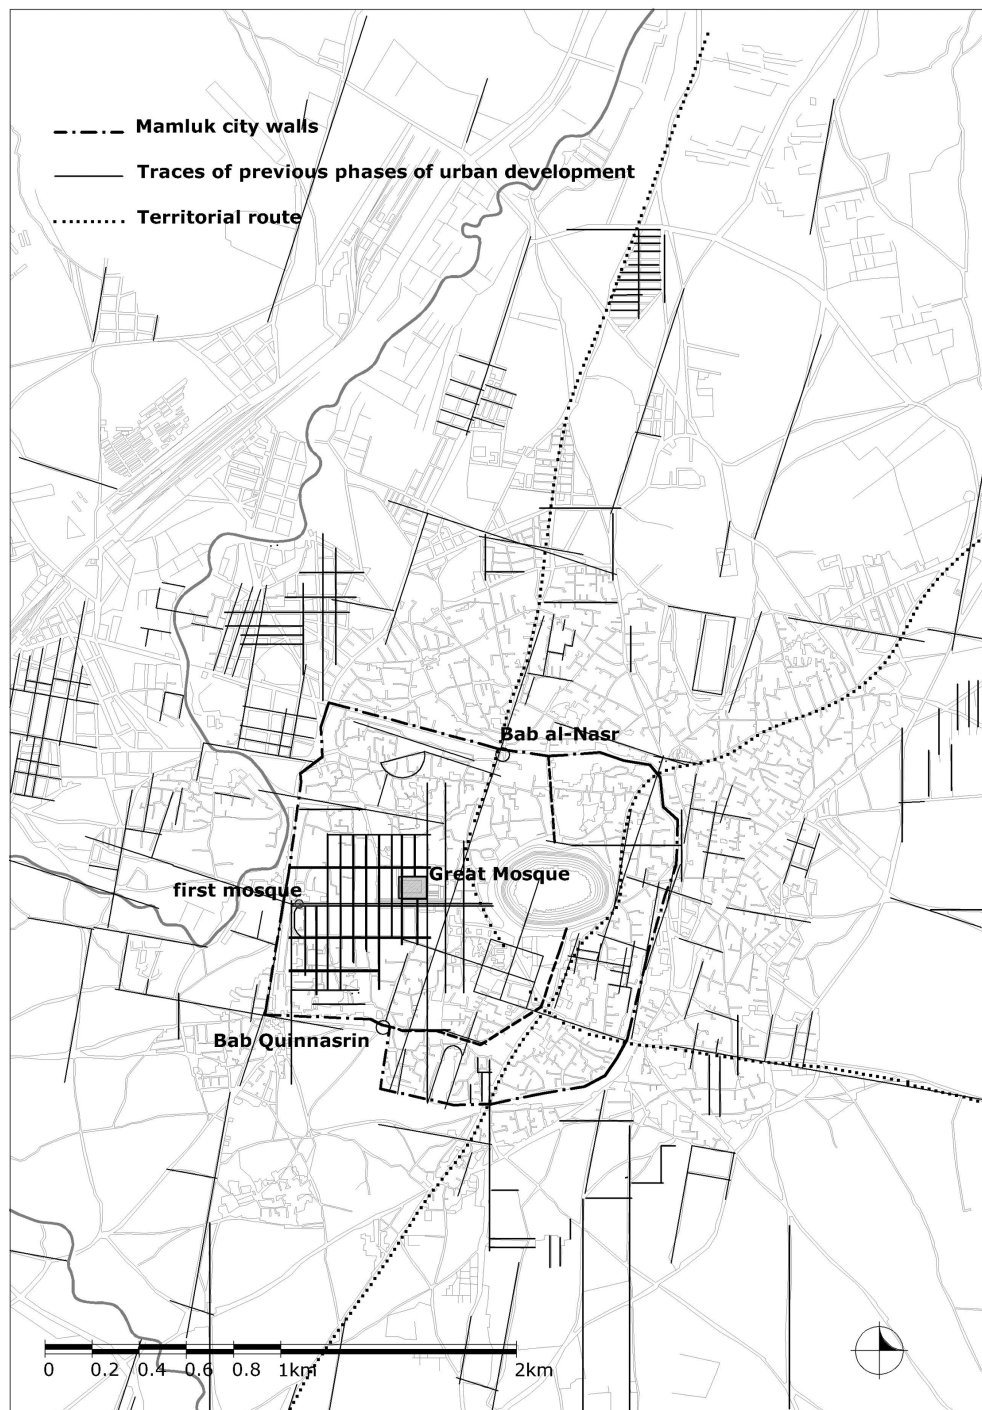 Mamluk city walls
Traces of previous phases of urban development
Territorial route
Bab al-Nasr
Great Mosque
first mosque
Bab Quinnasrin
0 0.2 0.4 0.6 0.8 1km 2km